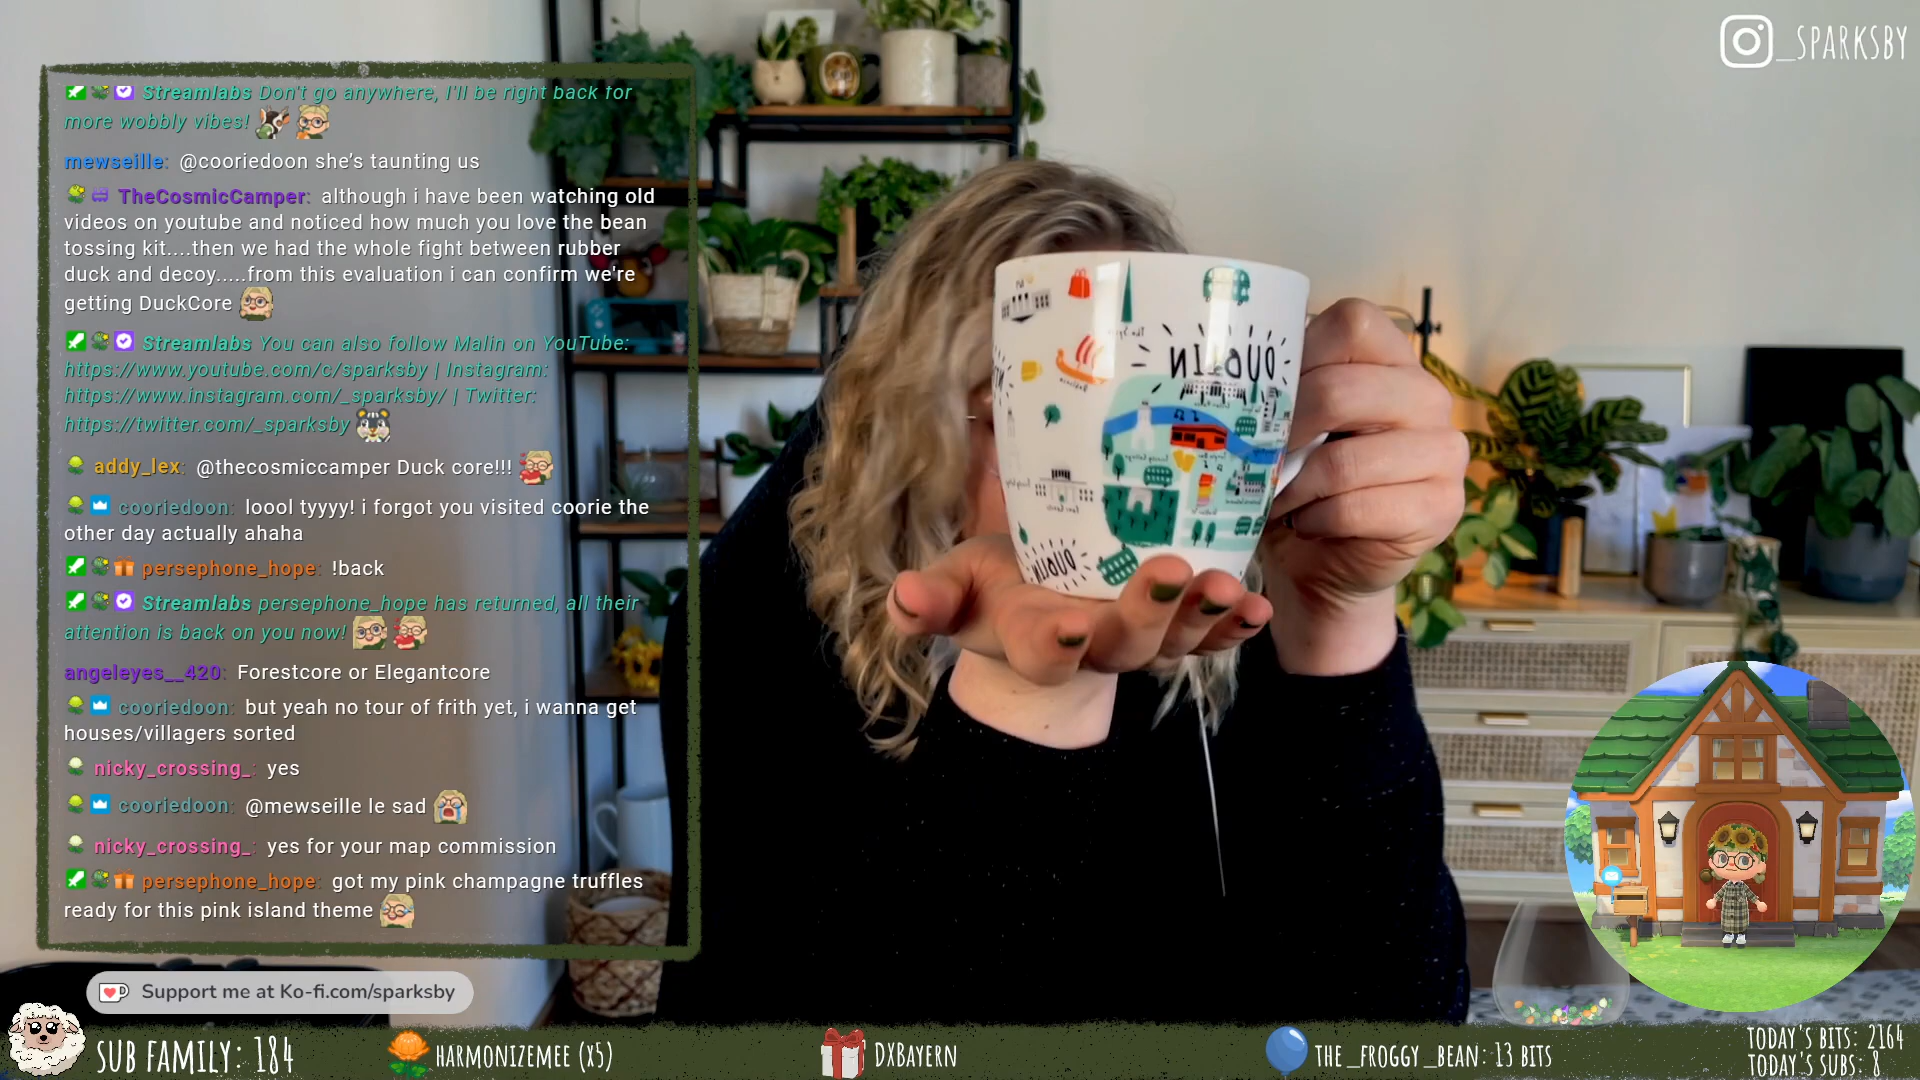 _SPARKSBY
Streamlabs Don't go anywhere, I'll be right back for
more wobbly vibes!
mewseille: @cooriedoon she's taunting us
TheCosmicCamper: although i have been watching old
videos on youtube and noticed how much you love the bean
tossing kit....then we had the whole fight between rubber
duck and decoy.....from this evaluation i can confirm we're
getting DuckCore
Streamlabs You can also follow Malin on YouTube:
https://www.youtube.com/c/sparksby | Instagram:
https://www.instagram.com/_sparksby/ | Twitter:
https://twitter.com/_sparksby
addy_lex: @thecosmiccamper Duck core!!!
cooriedoon: loool tyyyy! i forgot you visited coorie the
other day actually ahaha
persephone_hope: !back
Streamlabs persephone_hope has returned, all their
attention is back on you now!
angeleyes__420: Forestcore or Elegantcore
cooriedoon: but yeah no tour of frith yet, i wanna get
houses/villagers sorted
nicky_crossing_: yes
cooriedoon: @mewseille le sad
nicky_crossing_: yes for your map commission
persephone_hope: got my pink champagne truffles
ready for this pink island theme
DUBLIN
DUBLIN
Support me at Ko-fi.com/sparksby
SUB FAMILY: 184
HARMONIZEMEE (X5)
DXBAYERN
THE_FROGGY_BEAN: 13 BITS
TODAY'S BITS: 2164
TODAY'S SUBS: 8